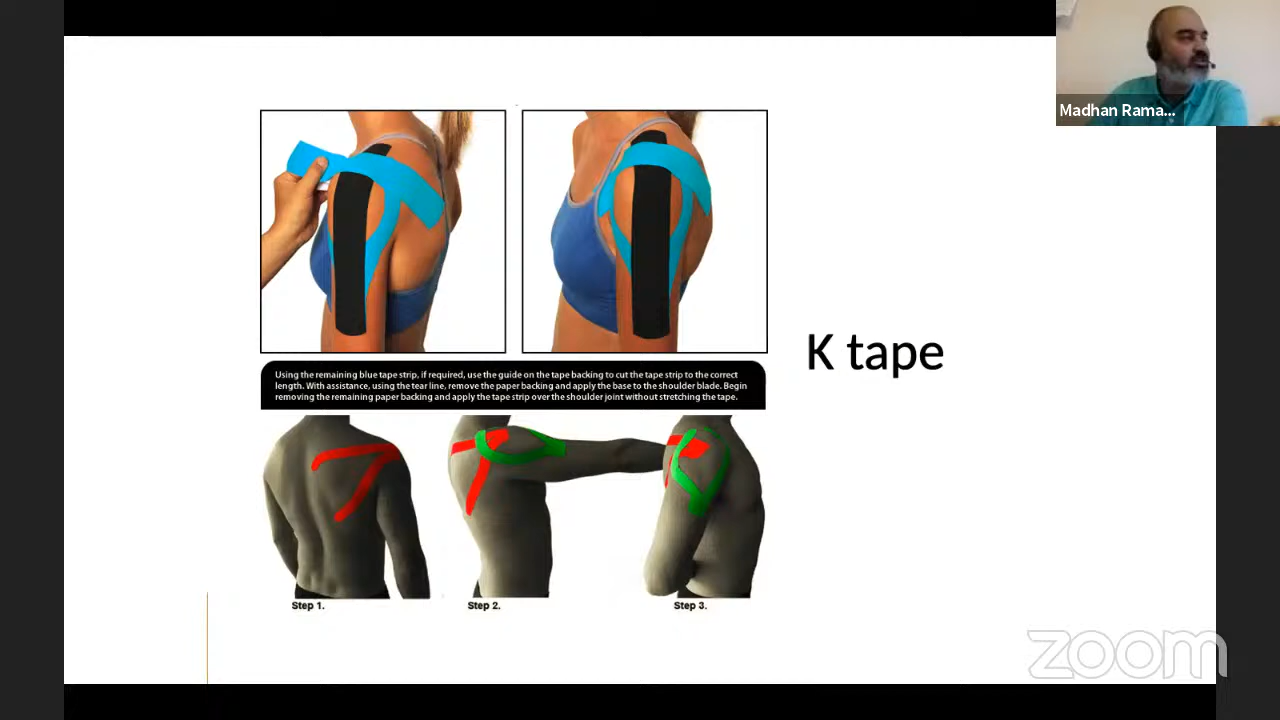 Madhan Rama...
K tape
Using the remaining blue tape strip, if required, use the guide on the tape backing to cut the tape strip to the correct
length. With assistance, using the tear line, remove the paper backing and apply the base to the shoulder blade. Begin
removing the remaining paper backing and apply the tape strip over the shoulder joint without stretching the tape.
Step 1.
Step 2.
Step 3.
zoom